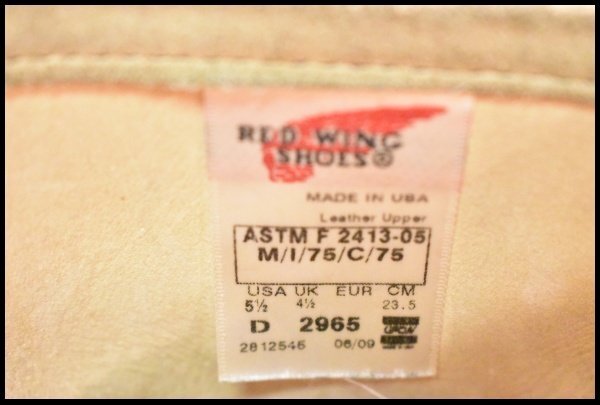 RED WING
SHOES®
MADE IN USA
Leather Upper
ASTM F 2413-05
M/I/75/C/75
USA UK EUR CM
5½ 4½ 23.5
D 2965
2812546 06/09